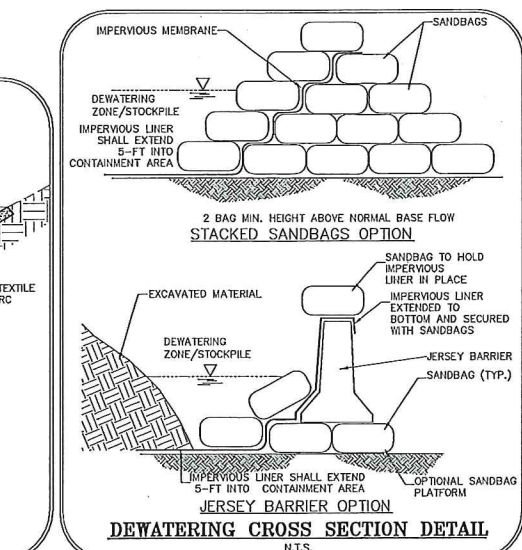 IMPERVIOUS MEMBRANE
SANDBAGS
DEWATERING
ZONE/STOCKPILE
IMPERVIOUS LINER
SHALL EXTEND
5-FT INTO
CONTAINMENT AREA
2 BAG MIN. HEIGHT ABOVE NORMAL BASE FLOW
STACKED SANDBAGS OPTION
TEXTILE
RC
SANDBAG TO HOLD
IMPERVIOUS
LINER IN PLACE
EXCAVATED MATERIAL
IMPERVIOUS LINER
EXTENDED TO
BOTTOM AND SECURED
WITH SANDBAGS
DEWATERING
ZONE/STOCKPILE
JERSEY BARRIER
SANDBAG (TYP.)
IMPERVIOUS LINER SHALL EXTEND
5-FT INTO CONTAINMENT AREA
OPTIONAL SANDBAG
PLATFORM
JERSEY BARRIER OPTION
DEWATERING CROSS SECTION DETAIL
N.T.S.